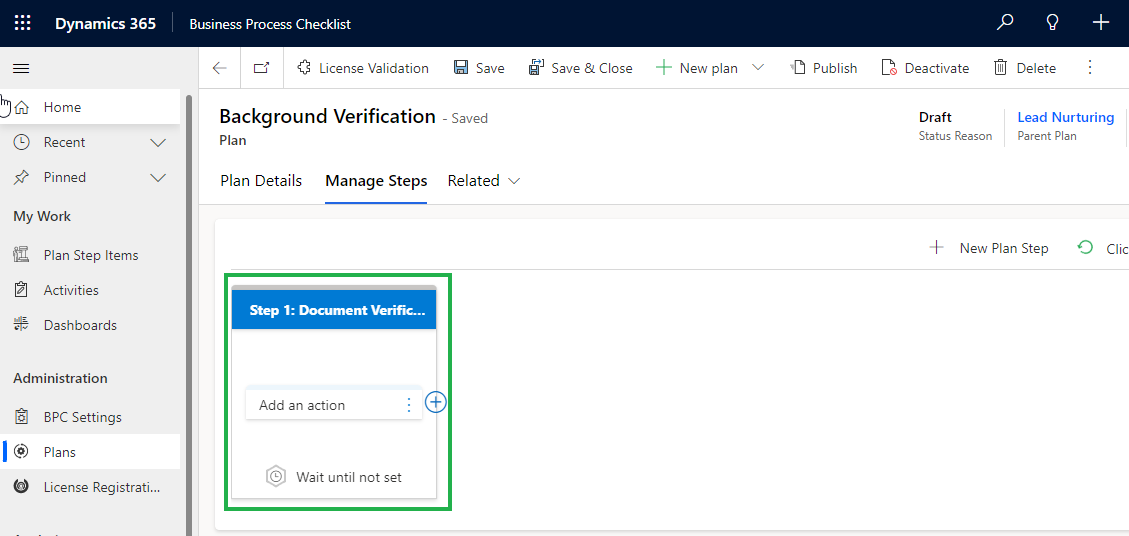 Dynamics 365 Business Process Checklist
License Validation Save Save & Close New plan Publish Deactivate Delete
Home
Recent
Pinned
My Work
Plan Step Items
Activities
Dashboards
Administration
BPC Settings
Plans
License Registrati...
Background Verification - Saved
Plan
Draft
Status Reason
Lead Nurturing
Parent Plan
Plan Details Manage Steps Related
New Plan Step
Step 1: Document Verific...
Add an action
Wait until not set